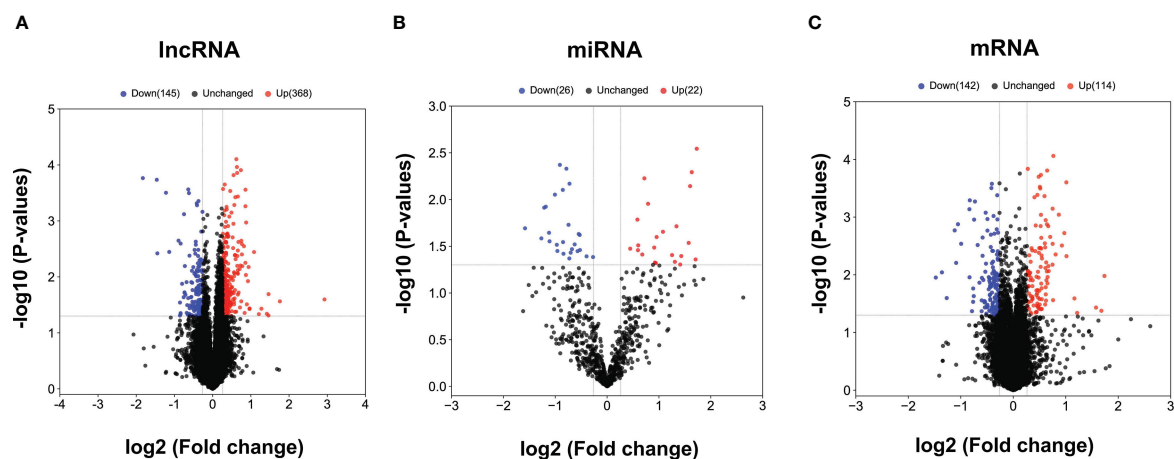 A
lncRNA
Down(145) Unchanged Up(368)
5
4
3
2
1
0
-4 -3 -2 -1 0 1 2 3 4
-log10 (P-values)
log2 (Fold change)
B
miRNA
Down(26) Unchanged Up(22)
3.0
2.5
2.0
1.5
1.0
0.5
0.0
−3 −2 −1 0 1 2 3
-log10 (P-values)
log2 (Fold change)
C
mRNA
Down(142) Unchanged Up(114)
5
4
3
2
1
0
−3 −2 −1 0 1 2 3
-log10 (P-values)
log2 (Fold change)